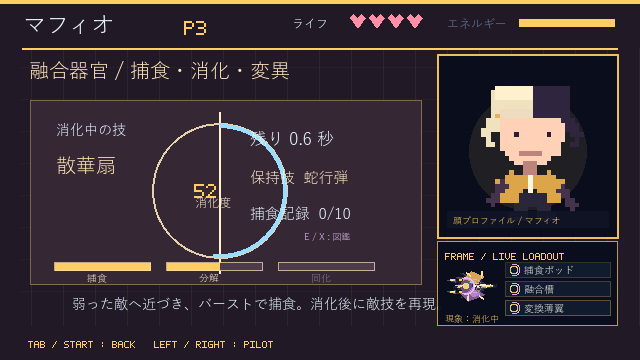 マフィオ P3 ライフ エネルギー
融合器官 / 捕食・消化・変異
消化中の技
散華扇
52
消化度
残り 0.6 秒
保持技 蛇行弾
捕食記録 0/10
E / X : 図鑑
捕食 分解 同化
弱った敵へ近づき、バーストで捕食。消化後に敵技を再現
顔プロファイル / マフィオ
FRAME / LIVE LOADOUT
捕食ポッド
融合槽
変換薄翼
現象 : 消化中
TAB / START : BACK LEFT / RIGHT : PILOT